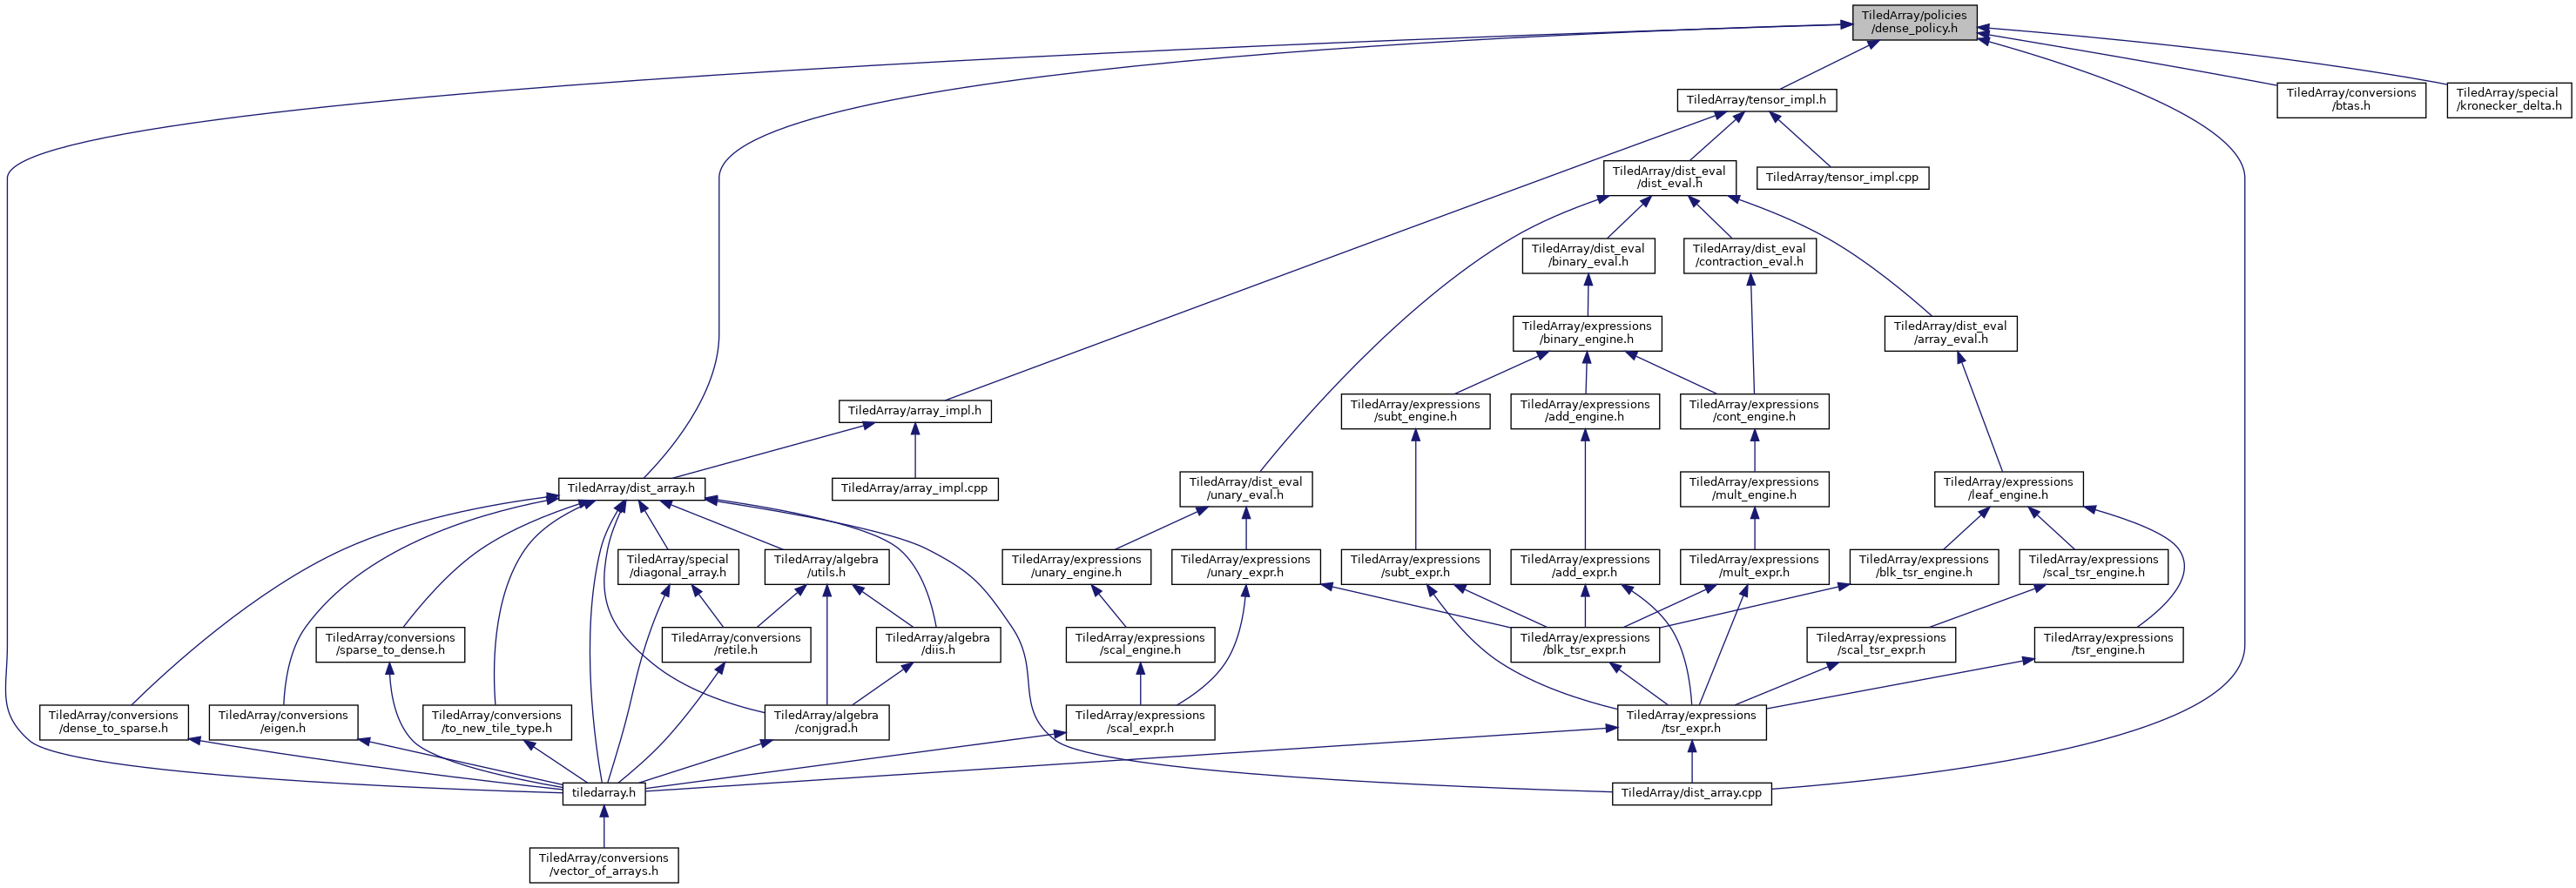 TiledArray/policies
/dense_policy.h
TiledArray/tensor_impl.h
TiledArray/conversions
/btas.h
TiledArray/special
/kronecker_delta.h
TiledArray/dist_eval
/dist_eval.h
TiledArray/tensor_impl.cpp
TiledArray/dist_eval
/binary_eval.h
TiledArray/dist_eval
/contraction_eval.h
TiledArray/expressions
/binary_engine.h
TiledArray/dist_eval
/array_eval.h
TiledArray/array_impl.h
TiledArray/expressions
/subt_engine.h
TiledArray/expressions
/add_engine.h
TiledArray/expressions
/cont_engine.h
TiledArray/dist_array.h
TiledArray/array_impl.cpp
TiledArray/dist_eval
/unary_eval.h
TiledArray/expressions
/mult_engine.h
TiledArray/expressions
/leaf_engine.h
TiledArray/special
/diagonal_array.h
TiledArray/algebra
/utils.h
TiledArray/expressions
/unary_engine.h
TiledArray/expressions
/unary_expr.h
TiledArray/expressions
/subt_expr.h
TiledArray/expressions
/add_expr.h
TiledArray/expressions
/mult_expr.h
TiledArray/expressions
/blk_tsr_engine.h
TiledArray/expressions
/scal_tsr_engine.h
TiledArray/conversions
/sparse_to_dense.h
TiledArray/conversions
/retile.h
TiledArray/algebra
/diis.h
TiledArray/expressions
/scal_engine.h
TiledArray/expressions
/blk_tsr_expr.h
TiledArray/expressions
/scal_tsr_expr.h
TiledArray/expressions
/tsr_engine.h
TiledArray/conversions
/dense_to_sparse.h
TiledArray/conversions
/eigen.h
TiledArray/conversions
/to_new_tile_type.h
TiledArray/algebra
/conjgrad.h
TiledArray/expressions
/scal_expr.h
TiledArray/expressions
/tsr_expr.h
tiledarray.h
TiledArray/dist_array.cpp
TiledArray/conversions
/vector_of_arrays.h